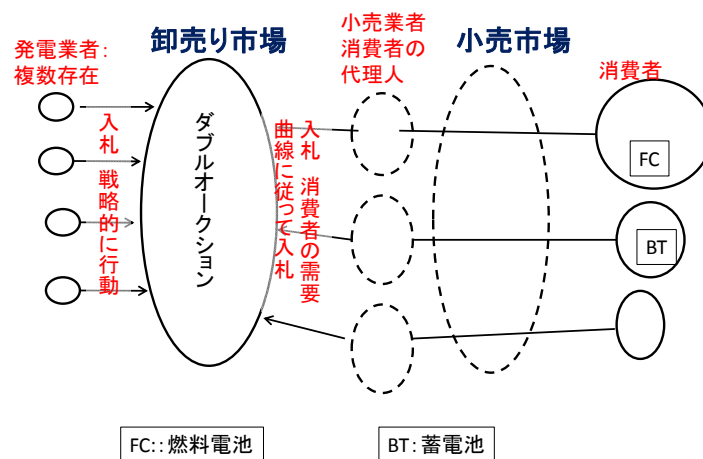 発電業者：
複数存在
卸売り市場
小売業者
消費者の
代理人
小売市場
消費者
入札　戦略的に行動
ダブルオークション
入札　消費者の需要
曲線に従って入札
FC
BT
FC:：燃料電池
BT：蓄電池